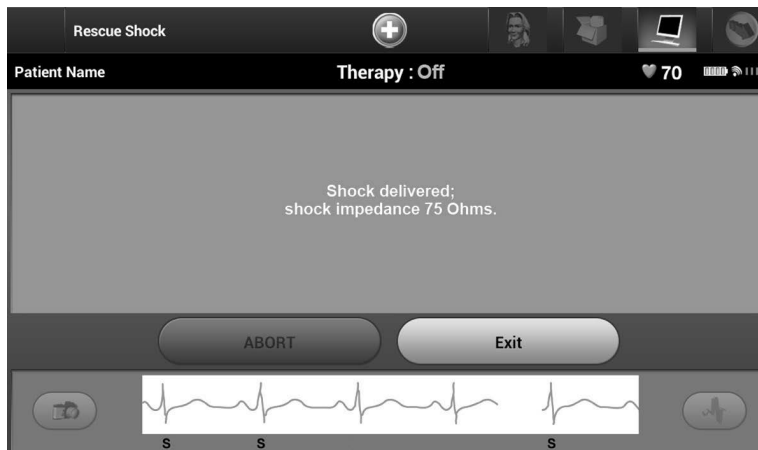 Rescue Shock
Patient Name
Therapy : Off
70
Shock delivered;
shock impedance 75 Ohms.
ABORT
Exit
S S S